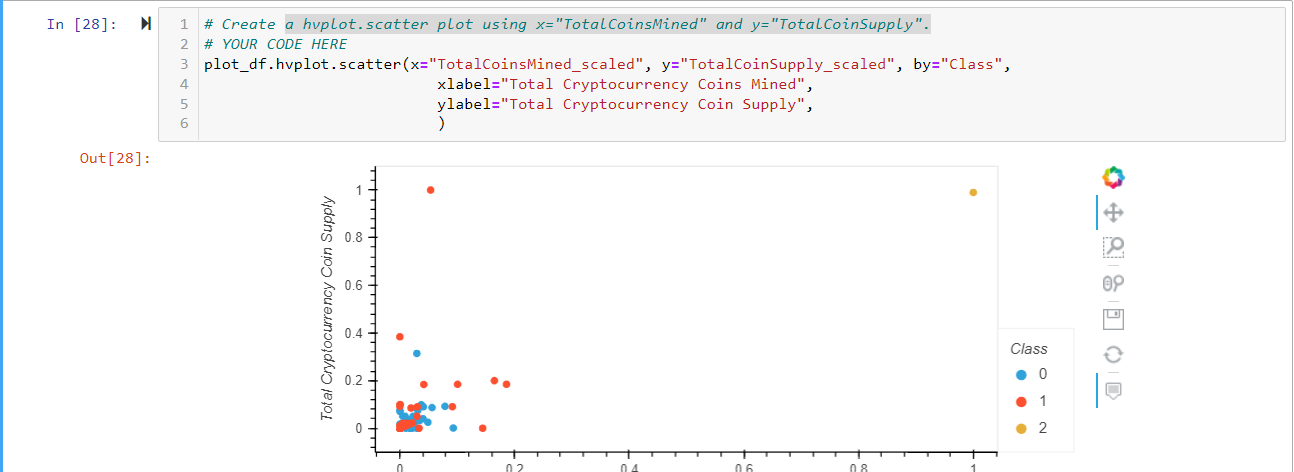 In [28]:
1 # Create a hvplot.scatter plot using x="TotalCoinsMined" and y="TotalCoinSupply".
2 # YOUR CODE HERE
3 plot_df.hvplot.scatter(x="TotalCoinsMined_scaled", y="TotalCoinSupply_scaled", by="Class",
4 xlabel="Total Cryptocurrency Coins Mined",
5 ylabel="Total Cryptocurrency Coin Supply",
6 )
Out[28]:
Total Cryptocurrency Coin Supply
1
0.8
0.6
0.4
0.2
0
0 0.2 0.4 0.6 0.8 1
Class
0
1
2